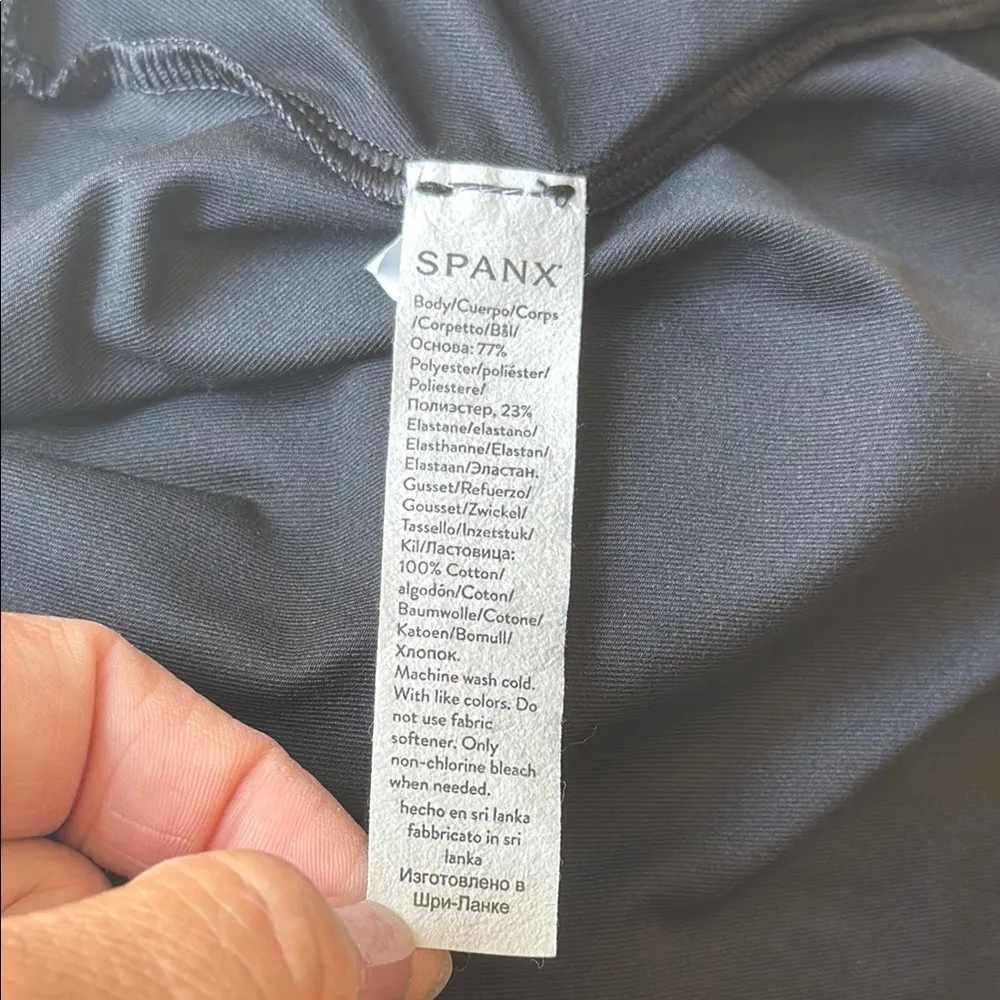 SPANX
Body/Cuerpo/Corps
/Corpetto/Bål/
Основа: 77%
Polyester/poliéster/
Poliestere/
Полиэстер, 23%
Elastane/elastano/
Elasthanne/Elastan/
Elastaan/Эластан.
Gusset/Refuerzo/
Gousset/Zwickel/
Tassello/Inzetstuk/
Kil/Ластовица:
100% Cotton/
algodón/Coton/
Baumwolle/Cotone/
Katoen/Bomull/
Хлопок.
Machine wash cold.
With like colors. Do
not use fabric
softener. Only
non-chlorine bleach
when needed.
hecho en sri lanka
fabbricato in sri
lanka
Изготовлено в
Шри-Ланке